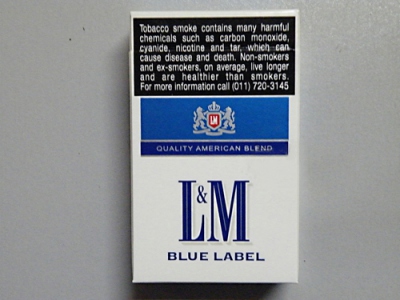 Tobacco smoke contains many harmful
chemicals such as carbon monoxide,
cyanide, nicotine and tar, which can
cause disease and death. Non-smokers
and ex-smokers, on average, live longer
and are healthier than smokers.
For more information call (011) 720-3145
LM
QUALITY AMERICAN BLEND
L&M
BLUE LABEL